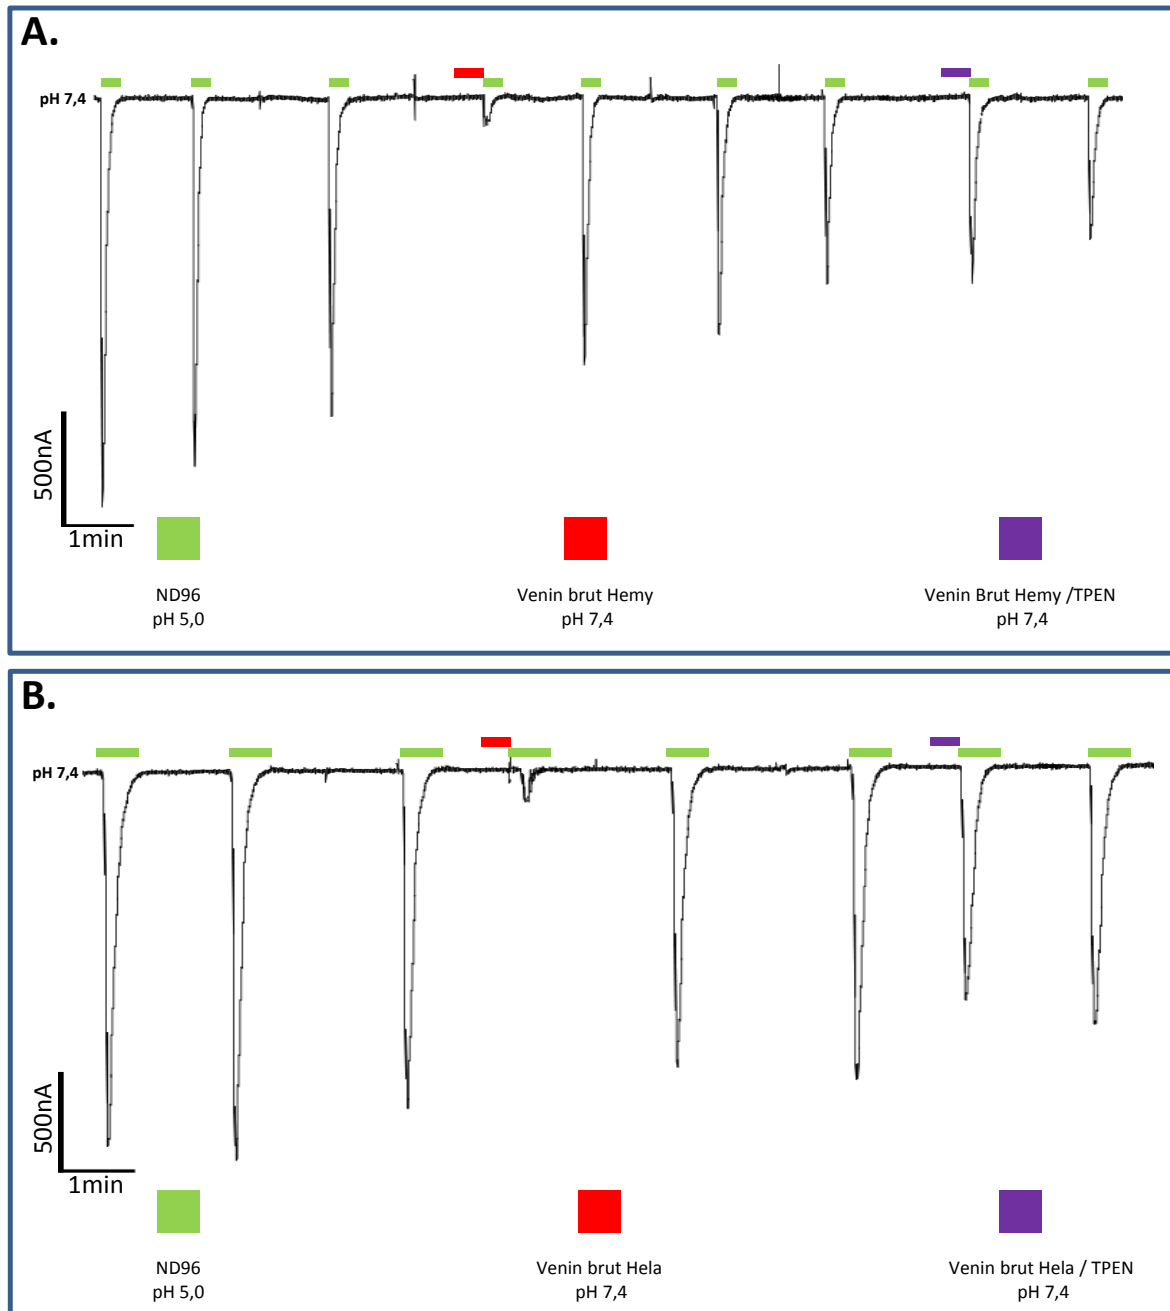 A.
pH 7,4
500nA
1min
ND96
pH 5,0
Venin brut Hemy
pH 7,4
Venin Brut Hemy /TPEN
pH 7,4
B.
pH 7,4
500nA
1min
ND96
pH 5,0
Venin brut Hela
pH 7,4
Venin brut Hela / TPEN
pH 7,4